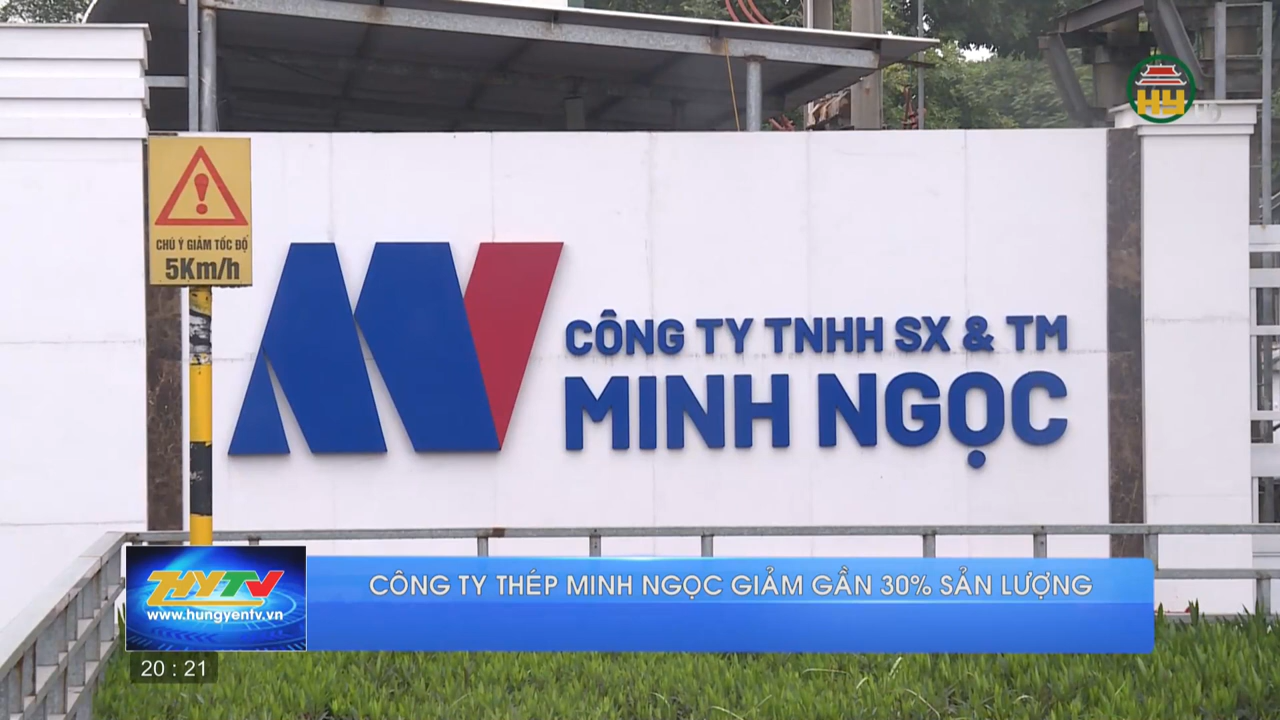 HY
CHÚ Ý GIẢM TỐC ĐỘ
5Km/h
CÔNG TY TNHH SX & TM
MINH NGỌC
HYTV
www.hungyentv.vn
CÔNG TY THÉP MINH NGỌC GIẢM GẦN 30% SẢN LƯỢNG
20 : 21